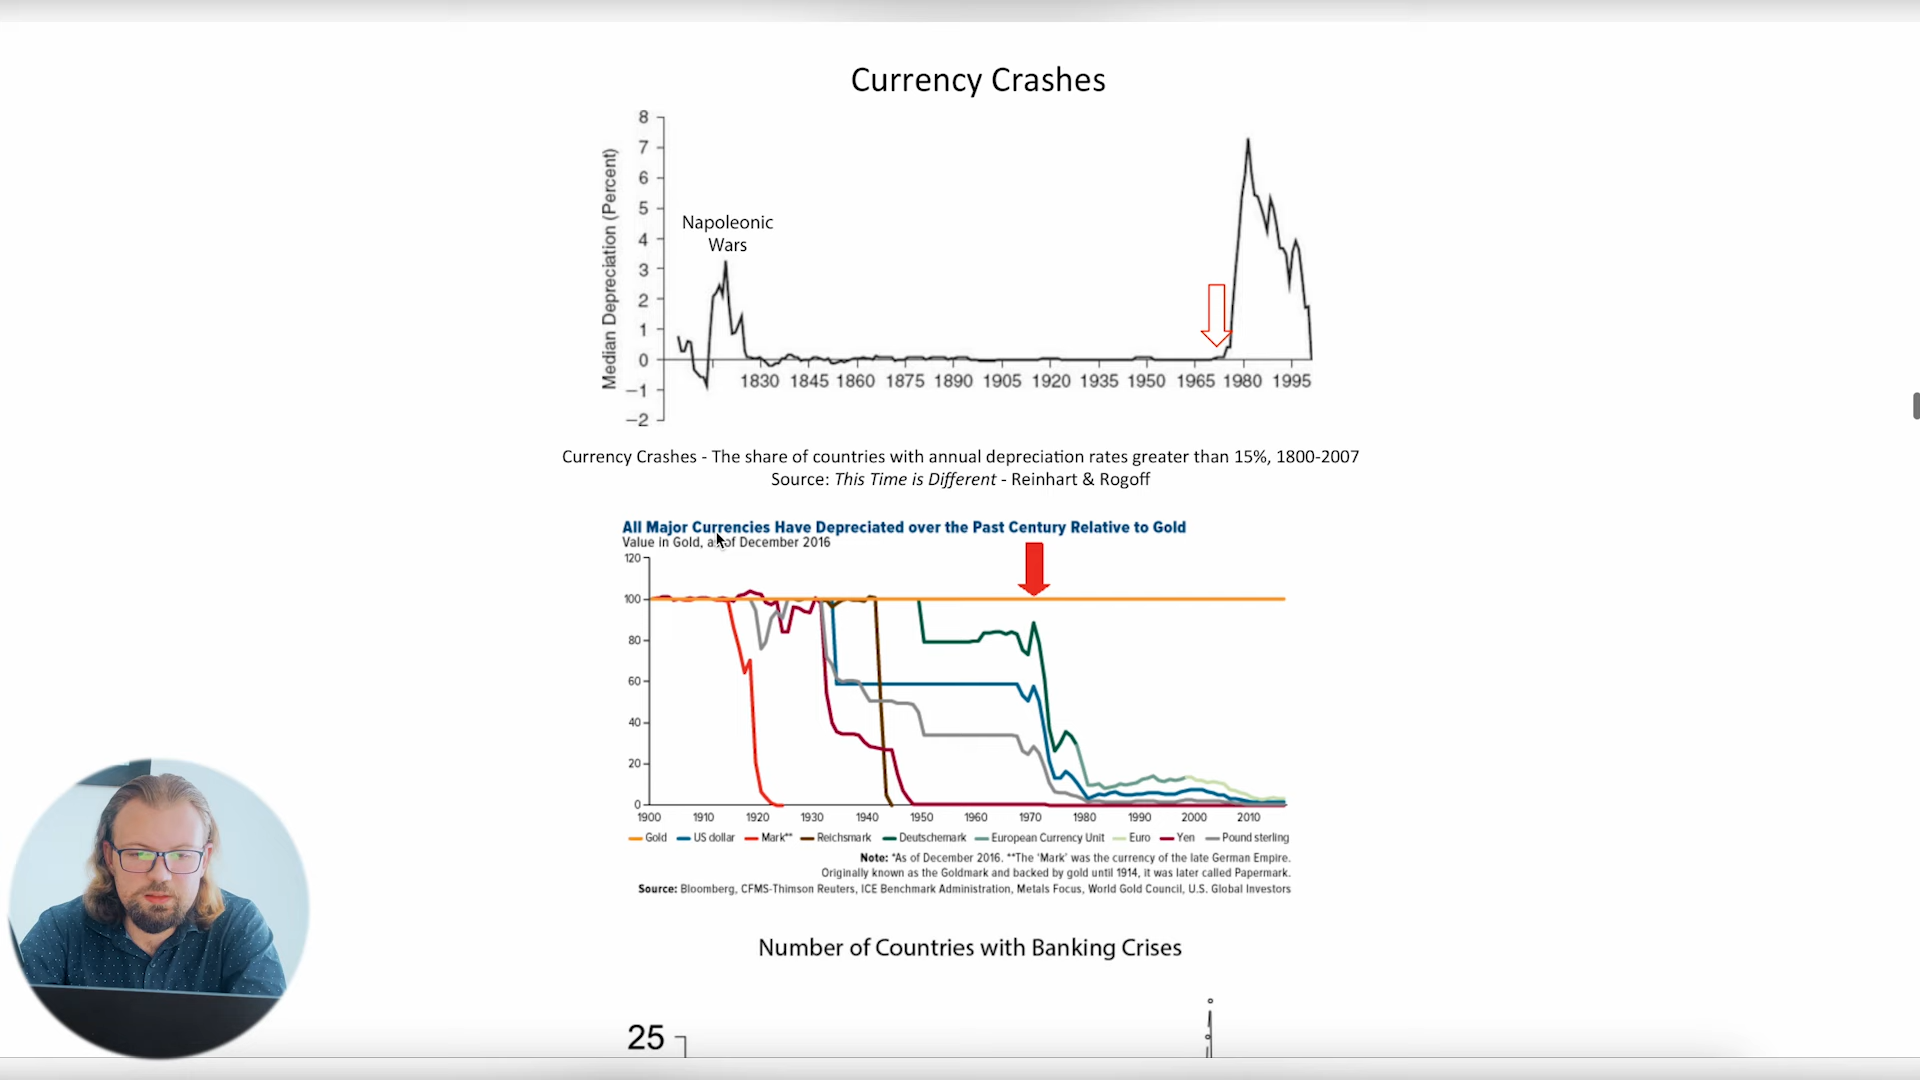 Currency Crashes
Median Depreciation (Percent)
8
7
6
5
4
3
2
1
0
−1
−2
Napoleonic
Wars
1830 1845 1860 1875 1890 1905 1920 1935 1950 1965 1980 1995
Currency Crashes - The share of countries with annual depreciation rates greater than 15%, 1800-2007
Source: This Time is Different - Reinhart & Rogoff
All Major Currencies Have Depreciated over the Past Century Relative to Gold
Value in Gold, as of December 2016
120
100
80
60
40
20
0
1900 1910 1920 1930 1940 1950 1960 1970 1980 1990 2000 2010
Gold US dollar Mark** Reichsmark Deutschemark European Currency Unit Euro Yen Pound sterling
Note: *As of December 2016. **The 'Mark' was the currency of the late German Empire.
Originally known as the Goldmark and backed by gold until 1914, it was later called Papermark.
Source: Bloomberg, CFMS-Thimson Reuters, ICE Benchmark Administration, Metals Focus, World Gold Council, U.S. Global Investors
Number of Countries with Banking Crises
25